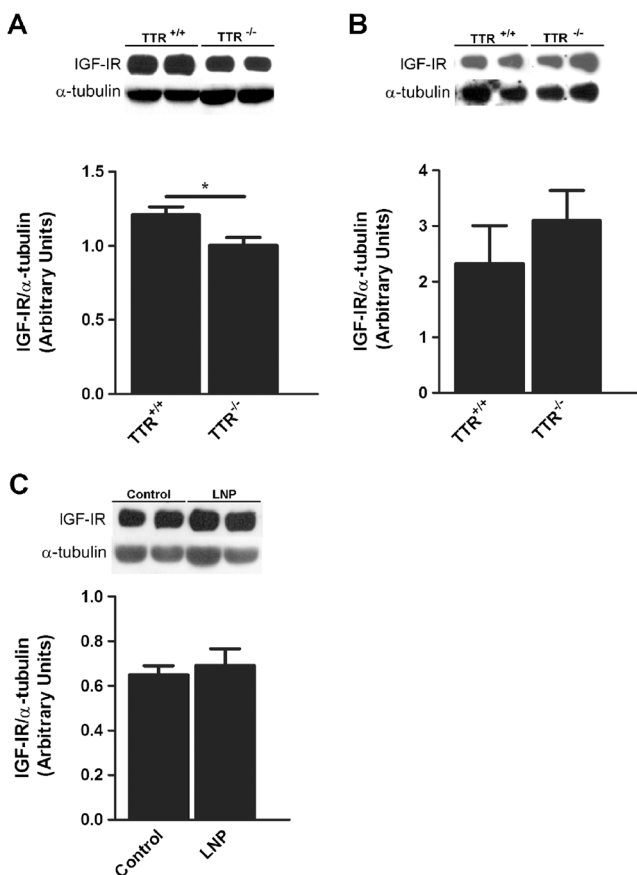 A
TTR +/+ TTR -/-
IGF-IR
α-tubulin
IGF-IR/α-tubulin
(Arbitrary Units)
1.5
1.0
0.5
0.0
*
TTR+/+
TTR-/-
B
TTR +/+ TTR -/-
IGF-IR
α-tubulin
IGF-IR/α-tubulin
(Arbitrary Units)
4
3
2
1
0
TTR+/+
TTR-/-
C
Control LNP
IGF-IR
α-tubulin
IGF-IR/α-tubulin
(Arbitrary Units)
1.0
0.8
0.6
0.4
0.2
0.0
Control
LNP